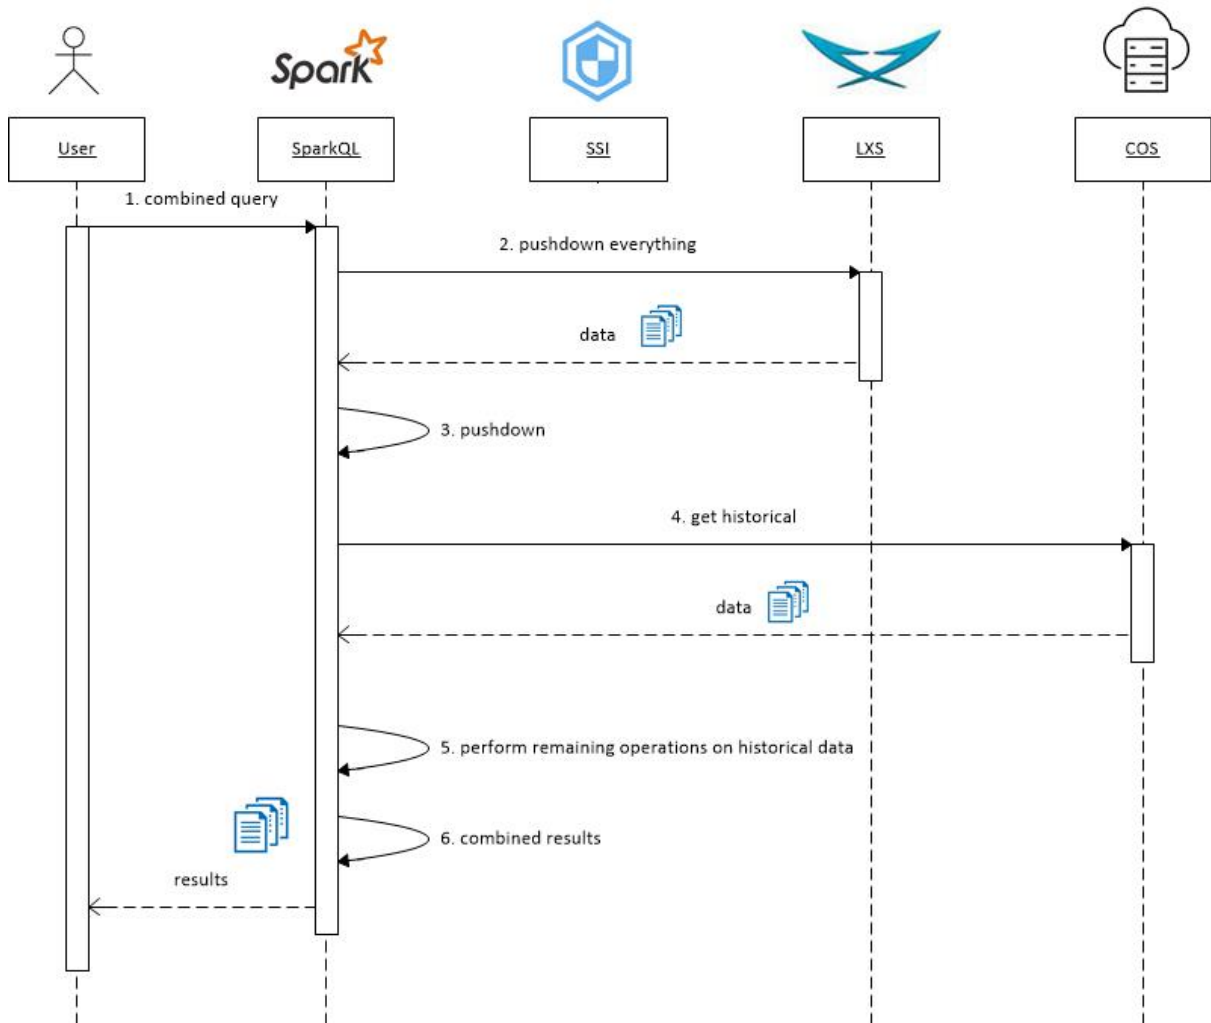 Spark
User
SparkQL
SSI
LXS
COS
1. combined query
2. pushdown everything
data
3. pushdown
4. get historical
data
5. perform remaining operations on historical data
6. combined results
results